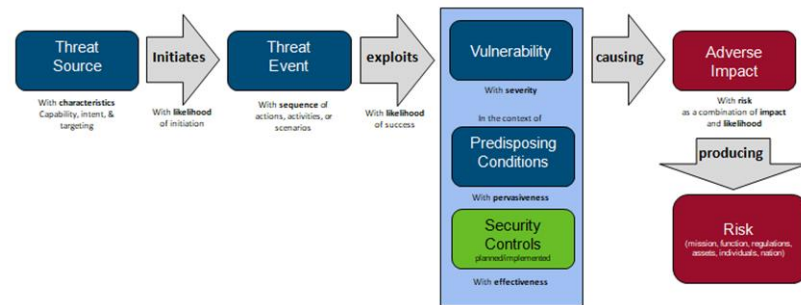 Threat
Source
With characteristics
Capability, intent, &
targeting
Initiates
With likelihood
of initiation
Threat
Event
With sequence of
actions, activities, or
scenarios
exploits
With likelihood
of success
Vulnerability
With severity
In the context of
Predisposing
Conditions
With pervasiveness
Security
Controls
planned/implemented
With effectiveness
causing
Adverse
Impact
With risk
as a combination of impact
and likelihood
producing
Risk
(mission, function, regulations,
assets, individuals, nation)